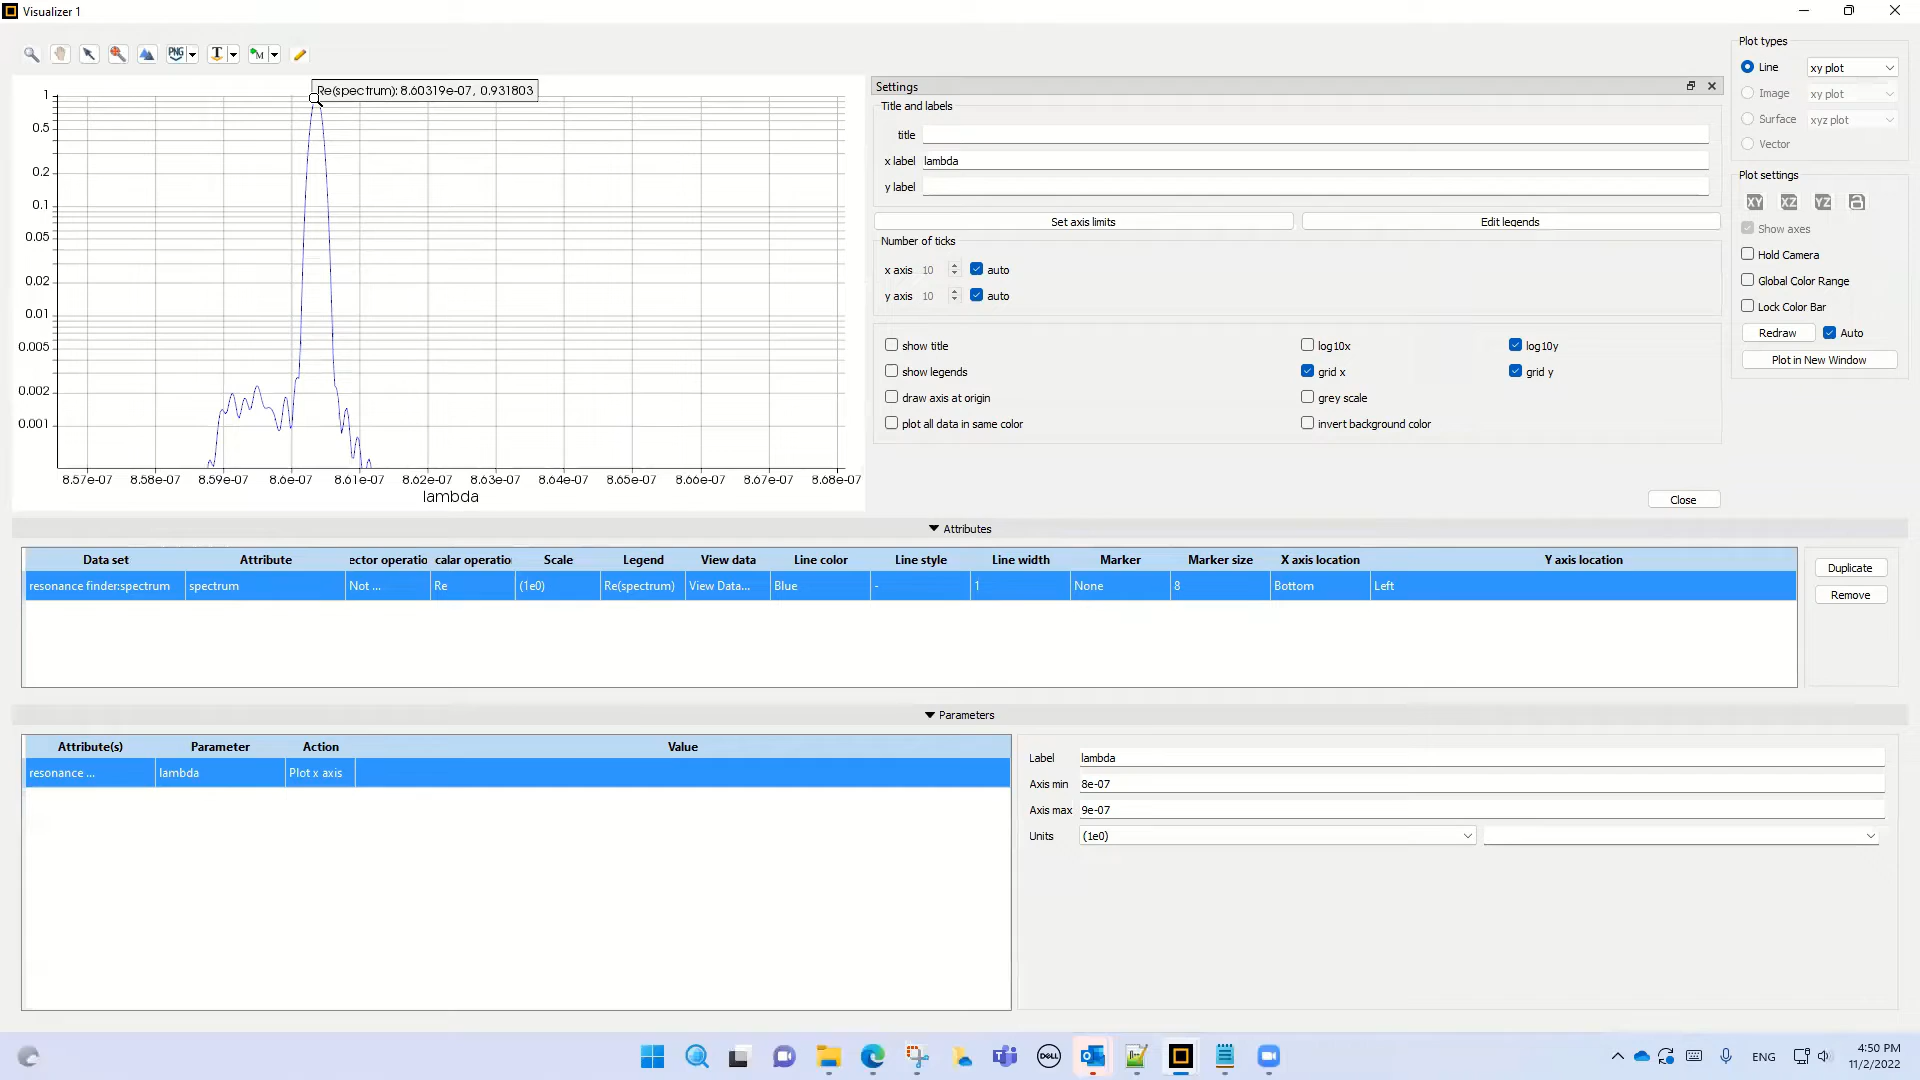 Visualizer 1
PNG
T
M
Re(spectrum): 8.60319e-07, 0.931803
1
0.5
0.2
0.1
0.05
0.02
0.01
0.005
0.002
0.001
8.57e-07 8.58e-07 8.59e-07 8.6e-07 8.61e-07 8.62e-07 8.63e-07 8.64e-07 8.65e-07 8.66e-07 8.67e-07 8.68e-07
lambda
Settings
Title and labels
title
x label lambda
y label
Set axis limits Edit legends
Number of ticks
x axis 10 auto
y axis 10 auto
show title log10x log10y
show legends grid x grid y
draw axis at origin grey scale
plot all data in same color invert background color
Close
Plot types
Line xy plot
Image xy plot
Surface xyz plot
Vector
Plot settings
XY XZ YZ
Show axes
Hold Camera
Global Color Range
Lock Color Bar
Redraw Auto
Plot in New Window
Attributes
Data set Attribute ector operatio calar operatio Scale Legend View data Line color Line style Line width Marker Marker size X axis location Y axis location
resonance finder:spectrum spectrum Not ... Re (1e0) Re(spectrum) View Data... Blue - 1 None 8 Bottom Left
Duplicate
Remove
Parameters
Attribute(s) Parameter Action Value
resonance ... lambda Plot x axis
Label lambda
Axis min 8e-07
Axis max 9e-07
Units (1e0)
DELL
ENG
4:50 PM
11/2/2022